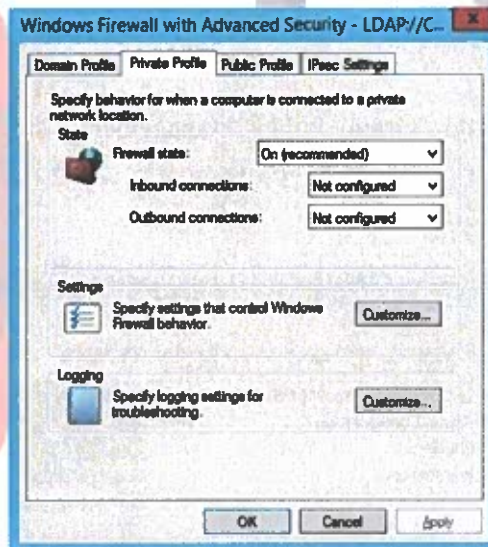 Windows Firewall with Advanced Security - LDAP://C...
Domain Profile Private Profile Public Profile IPsec Settings
Specify behavior for when a computer is connected to a private
network location.
State
Firewall state: On (recommended)
Inbound connections: Not configured
Outbound connections: Not configured
Settings
Specify settings that control Windows
Firewall behavior.
Customize...
Logging
Specify logging settings for
troubleshooting.
Customize...
OK Cancel Apply